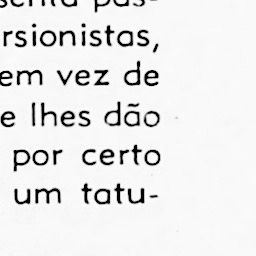 rsionistas,
em vez de
e lhes dão
por certo
um tatu-